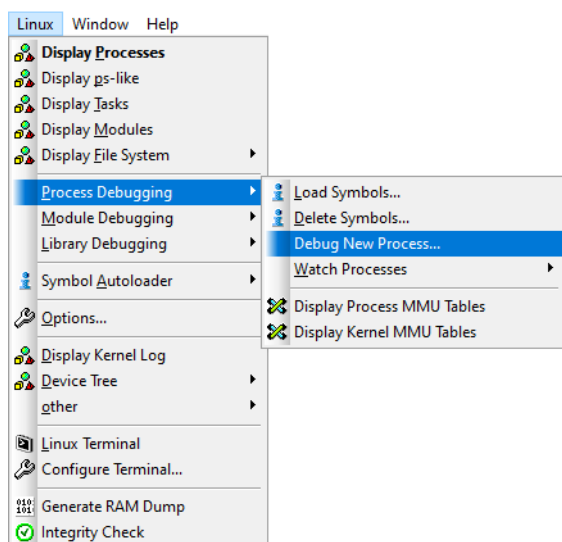 Linux Window Help
Display Processes
Display ps-like
Display Tasks
Display Modules
Display File System
Process Debugging
Module Debugging
Library Debugging
Symbol Autoloader
Options...
Display Kernel Log
Device Tree
other
Linux Terminal
Configure Terminal...
Generate RAM Dump
Integrity Check
Load Symbols...
Delete Symbols...
Debug New Process...
Watch Processes
Display Process MMU Tables
Display Kernel MMU Tables